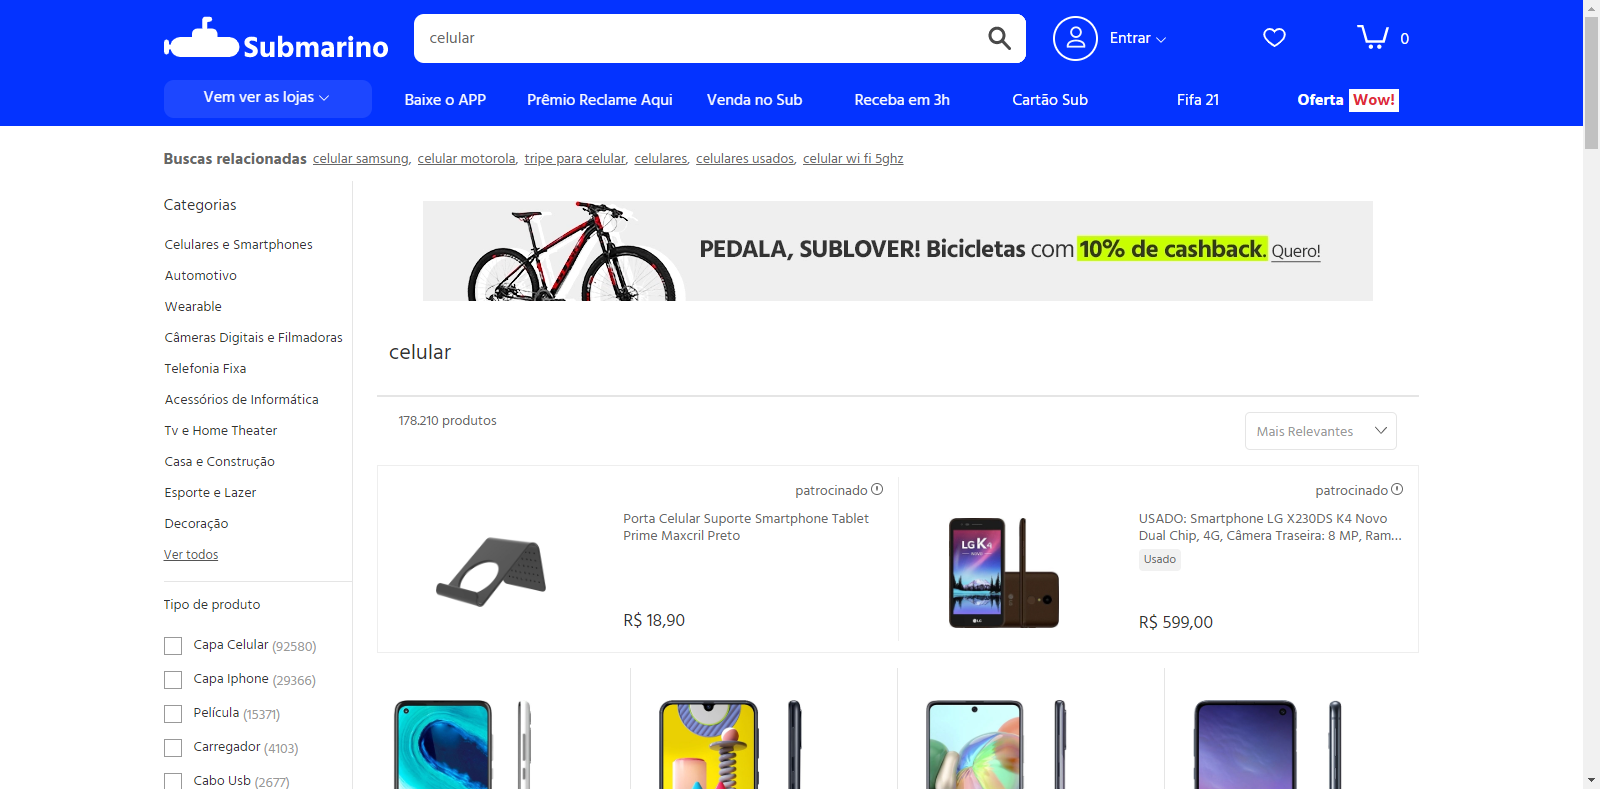 Submarino
celular
Entrar
0
Vem ver as lojas
Baixe o APP
Prêmio Reclame Aqui
Venda no Sub
Receba em 3h
Cartão Sub
Fifa 21
Oferta Wow!
Buscas relacionadas celular samsung, celular motorola, tripe para celular, celulares, celulares usados, celular wi fi 5ghz
Categorias
Celulares e Smartphones
Automotivo
Wearable
Câmeras Digitais e Filmadoras
Telefonia Fixa
Acessórios de Informática
Tv e Home Theater
Casa e Construção
Esporte e Lazer
Decoração
Ver todos
Tipo de produto
Capa Celular (92580)
Capa Iphone (29366)
Película (15371)
Carregador (4103)
Cabo Usb (2677)
PEDALA, SUBLOVER! Bicicletas com 10% de cashback. Quero!
celular
178.210 produtos
Mais Relevantes
patrocinado
Porta Celular Suporte Smartphone Tablet
Prime Maxcril Preto
R$ 18,90
patrocinado
LG K4
USADO: Smartphone LG X230DS K4 Novo
Dual Chip, 4G, Câmera Traseira: 8 MP, Ram...
Usado
R$ 599,00